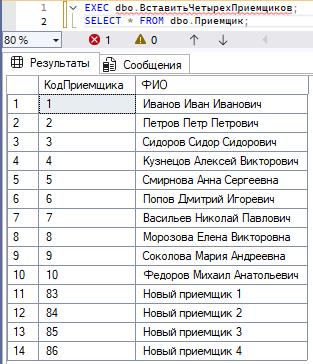 1 EXEC dbo.ВставитьЧетырехПриемщиков;
2 SELECT * FROM dbo.Приемщик;
80 % 1 0
Результаты Сообщения
КодПриемщика ФИО
1 1 Иванов Иван Иванович
2 2 Петров Петр Петрович
3 3 Сидоров Сидор Сидорович
4 4 Кузнецов Алексей Викторович
5 5 Смирнова Анна Сергеевна
6 6 Попов Дмитрий Игоревич
7 7 Васильев Николай Павлович
8 8 Морозова Елена Викторовна
9 9 Соколова Мария Андреевна
10 10 Федоров Михаил Анатольевич
11 83 Новый приемщик 1
12 84 Новый приемщик 2
13 85 Новый приемщик 3
14 86 Новый приемщик 4